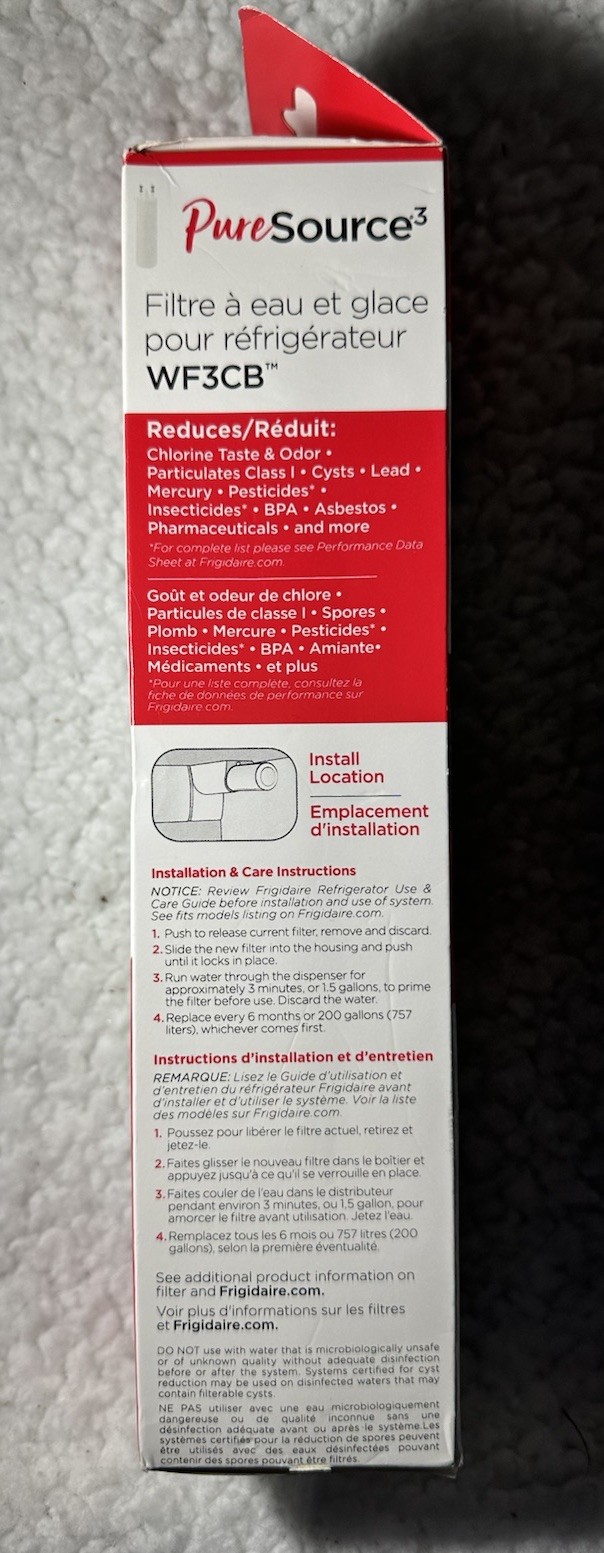 PureSource³
Filtre à eau et glace
pour réfrigérateur
WF3CB™
Reduces/Réduit:
Chlorine Taste & Odor •
Particulates Class I • Cysts • Lead •
Mercury • Pesticides* •
Insecticides* • BPA • Asbestos •
Pharmaceuticals • and more
*For complete list please see Performance Data
Sheet at Frigidaire.com.
Goût et odeur de chlore •
Particules de classe I • Spores •
Plomb • Mercure • Pesticides* •
Insecticides* • BPA • Amiante•
Médicaments • et plus
*Pour une liste complète, consultez la
fiche de données de performance sur
Frigidaire.com.
Install
Location
Emplacement
d'installation
Installation & Care Instructions
NOTICE: Review Frigidaire Refrigerator Use &
Care Guide before installation and use of system.
See fits models listing on Frigidaire.com.
1. Push to release current filter, remove and discard.
2. Slide the new filter into the housing and push
until it locks in place.
3. Run water through the dispenser for
approximately 3 minutes, or 1.5 gallons, to prime
the filter before use. Discard the water.
4. Replace every 6 months or 200 gallons (757
liters), whichever comes first.
Instructions d'installation et d'entretien
REMARQUE: Lisez le Guide d'utilisation et
d'entretien du réfrigérateur Frigidaire avant
d'installer et d'utiliser le système. Voir la liste
des modèles sur Frigidaire.com.
1. Poussez pour libérer le filtre actuel, retirez et
jetez-le.
2. Faites glisser le nouveau filtre dans le boîtier et
appuyez jusqu'à ce qu'il se verrouille en place.
3. Faites couler de l'eau dans le distributeur
pendant environ 3 minutes, ou 1,5 gallon, pour
amorcer le filtre avant utilisation. Jetez l'eau.
4. Remplacez tous les 6 mois ou 757 litres (200
gallons), selon la première éventualité.
See additional product information on
filter and Frigidaire.com.
Voir plus d'informations sur les filtres
et Frigidaire.com.
DO NOT use with water that is microbiologically unsafe
or of unknown quality without adequate disinfection
before or after the system. Systems certified for cyst
reduction may be used on disinfected waters that may
contain filterable cysts.
NE PAS utiliser avec une eau microbiologiquement
dangereuse ou de qualité inconnue sans une
désinfection adéquate avant ou après le système. Les
systèmes certifiés pour la réduction de spores peuvent
être utilisés avec des eaux désinfectées pouvant
contenir des spores pouvant être filtrés.